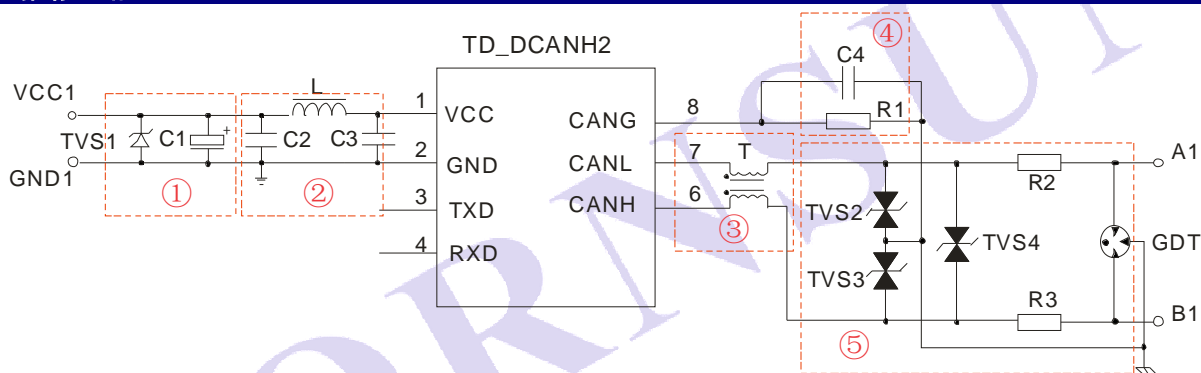 TD_DCANH2
④
C4
R1
VCC1
L
1
VCC
CANG
8
TVS1
C1
+
C2
C3
2
GND
CANL
7
T
A1
GND1
①
②
3
TXD
CANH
6
③
R2
TVS2
TVS4
GDT
4
RXD
TVS3
R3
B1
⑤
ORNSU